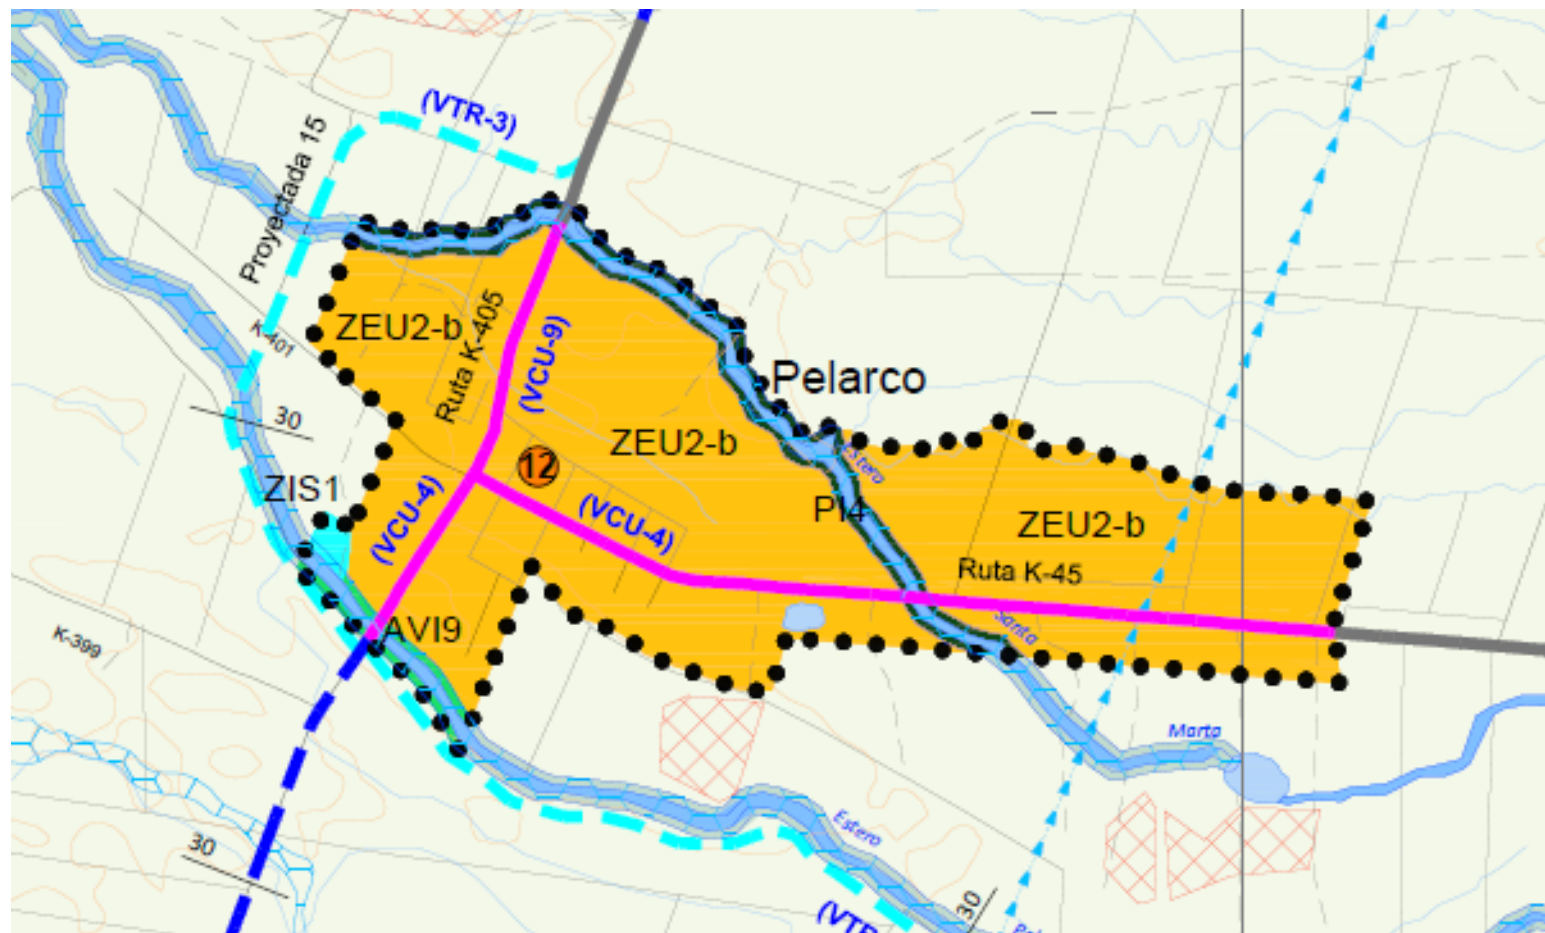 (VTR-3)
Proyectada 15
ZEU2-b
K-401
Ruta K-405
(VCU-9)
Pelarco
30
ZEU2-b
Estero
12
ZIS1
(VCU-4)
(VCU-4)
PI4
ZEU2-b
Ruta K-45
AVI9
Santa
K-399
Marta
Estero
30
30